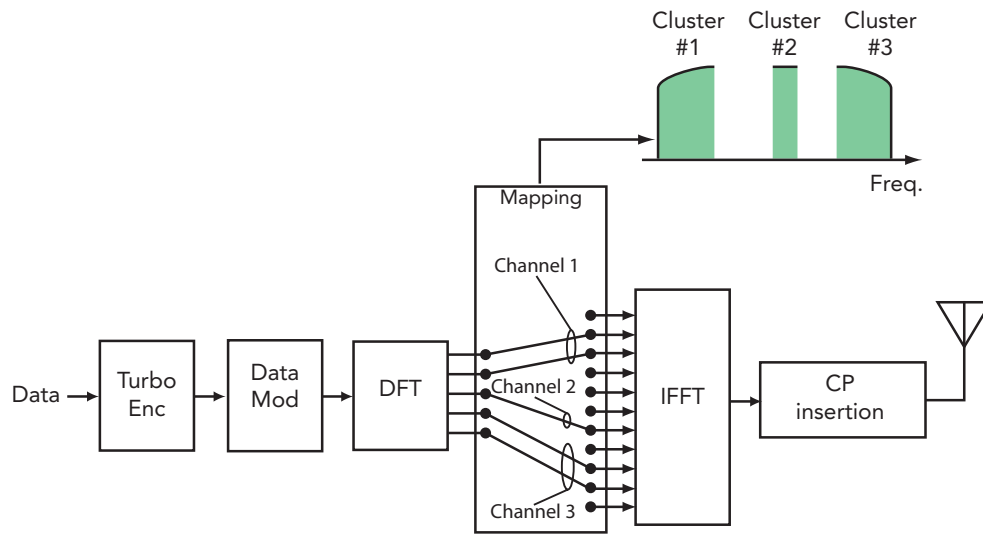 Cluster
#1
Cluster
#2
Cluster
#3
Freq.
Mapping
Channel 1
Channel 2
Channel 3
Data
Turbo
Enc
Data
Mod
DFT
IFFT
CP
insertion